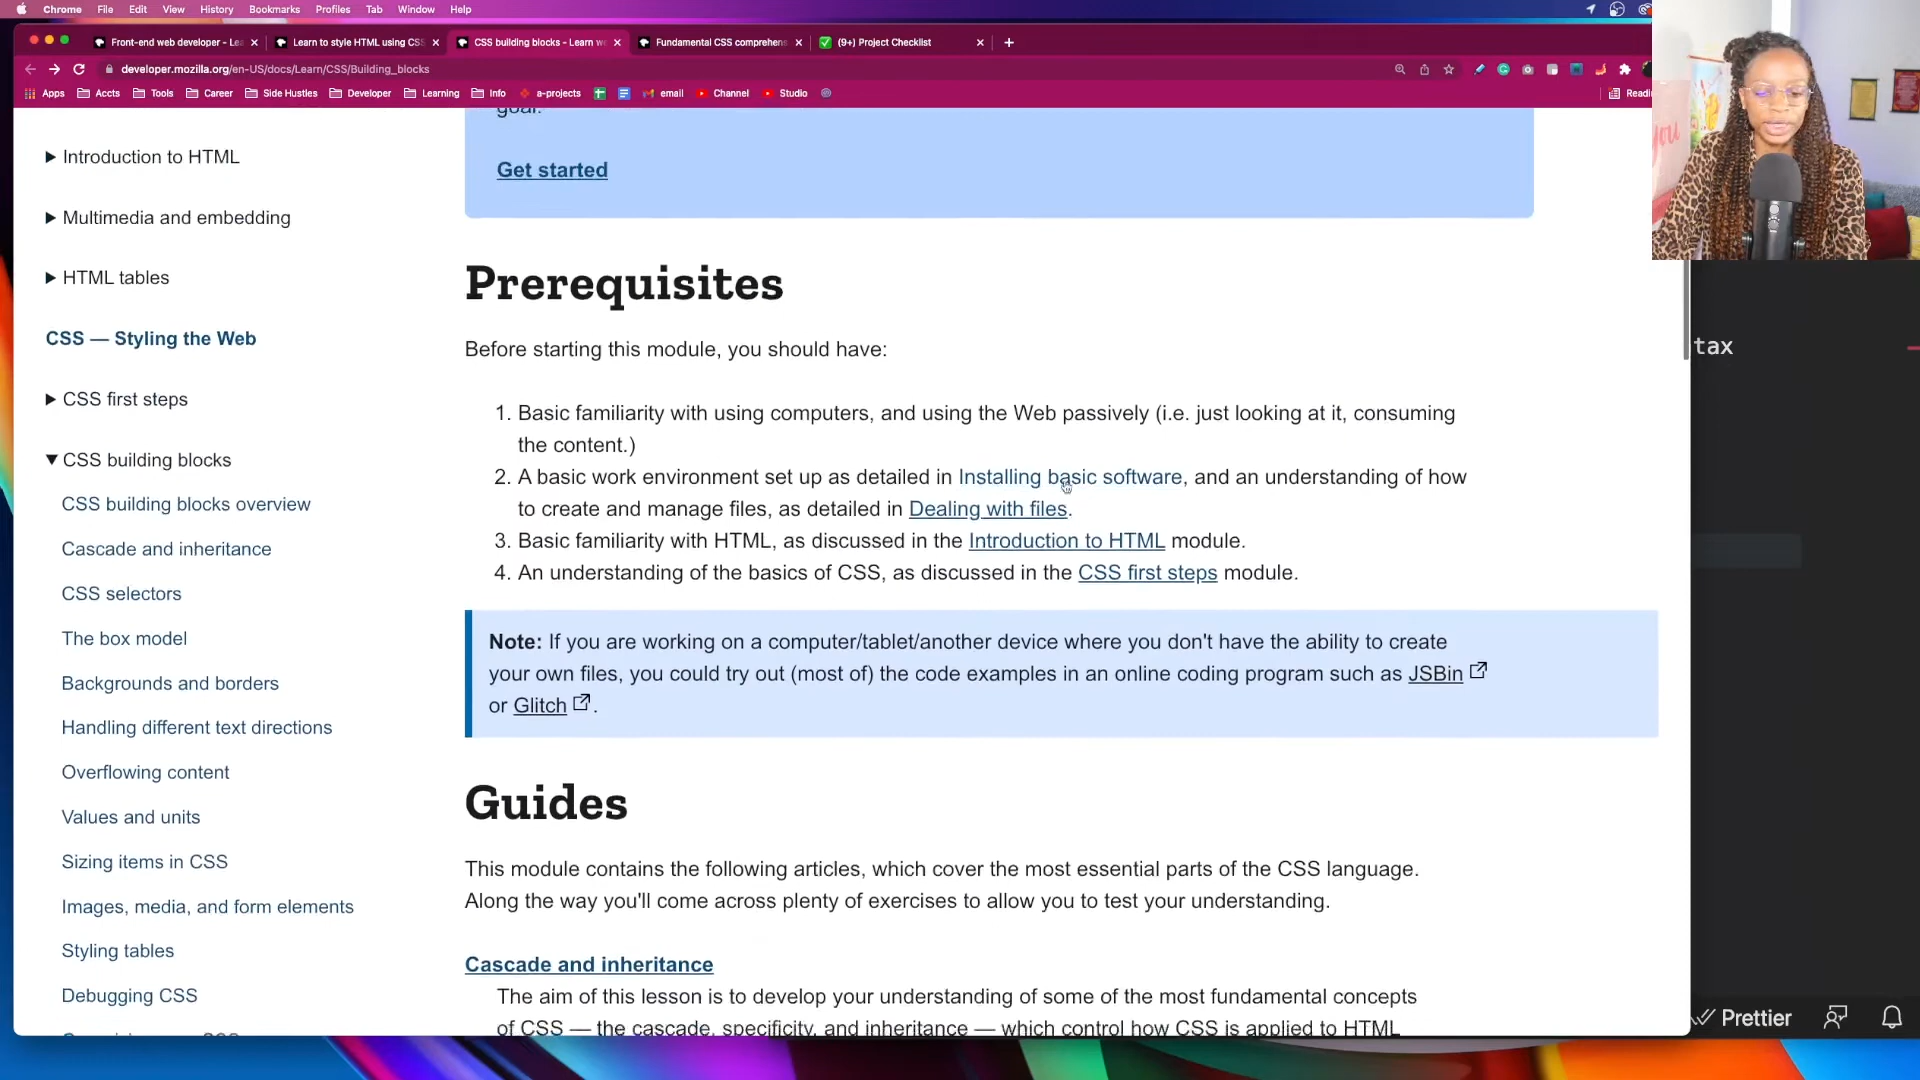 Chrome File Edit View History Bookmarks Profiles Tab Window Help
Front-end web developer - Le
Learn to style HTML using CSS
CSS building blocks - Learn w
Fundamental CSS comprehens
(9+) Project Checklist
developer.mozilla.org/en-US/docs/Learn/CSS/Building_blocks
Apps Accts Tools Career Side Hustles Developer Learning Info a-projects email Channel Studio Readi
goal.
Get started
Introduction to HTML
Multimedia and embedding
HTML tables
CSS — Styling the Web
CSS first steps
CSS building blocks
CSS building blocks overview
Cascade and inheritance
CSS selectors
The box model
Backgrounds and borders
Handling different text directions
Overflowing content
Values and units
Sizing items in CSS
Images, media, and form elements
Styling tables
Debugging CSS
Prerequisites
Before starting this module, you should have:
1. Basic familiarity with using computers, and using the Web passively (i.e. just looking at it, consuming
the content.)
2. A basic work environment set up as detailed in Installing basic software, and an understanding of how
to create and manage files, as detailed in Dealing with files.
3. Basic familiarity with HTML, as discussed in the Introduction to HTML module.
4. An understanding of the basics of CSS, as discussed in the CSS first steps module.
Note: If you are working on a computer/tablet/another device where you don't have the ability to create
your own files, you could try out (most of) the code examples in an online coding program such as JSBin
or Glitch.
Guides
This module contains the following articles, which cover the most essential parts of the CSS language.
Along the way you'll come across plenty of exercises to allow you to test your understanding.
Cascade and inheritance
The aim of this lesson is to develop your understanding of some of the most fundamental concepts
of CSS — the cascade, specificity, and inheritance — which control how CSS is applied to HTML
tax
Prettier
you